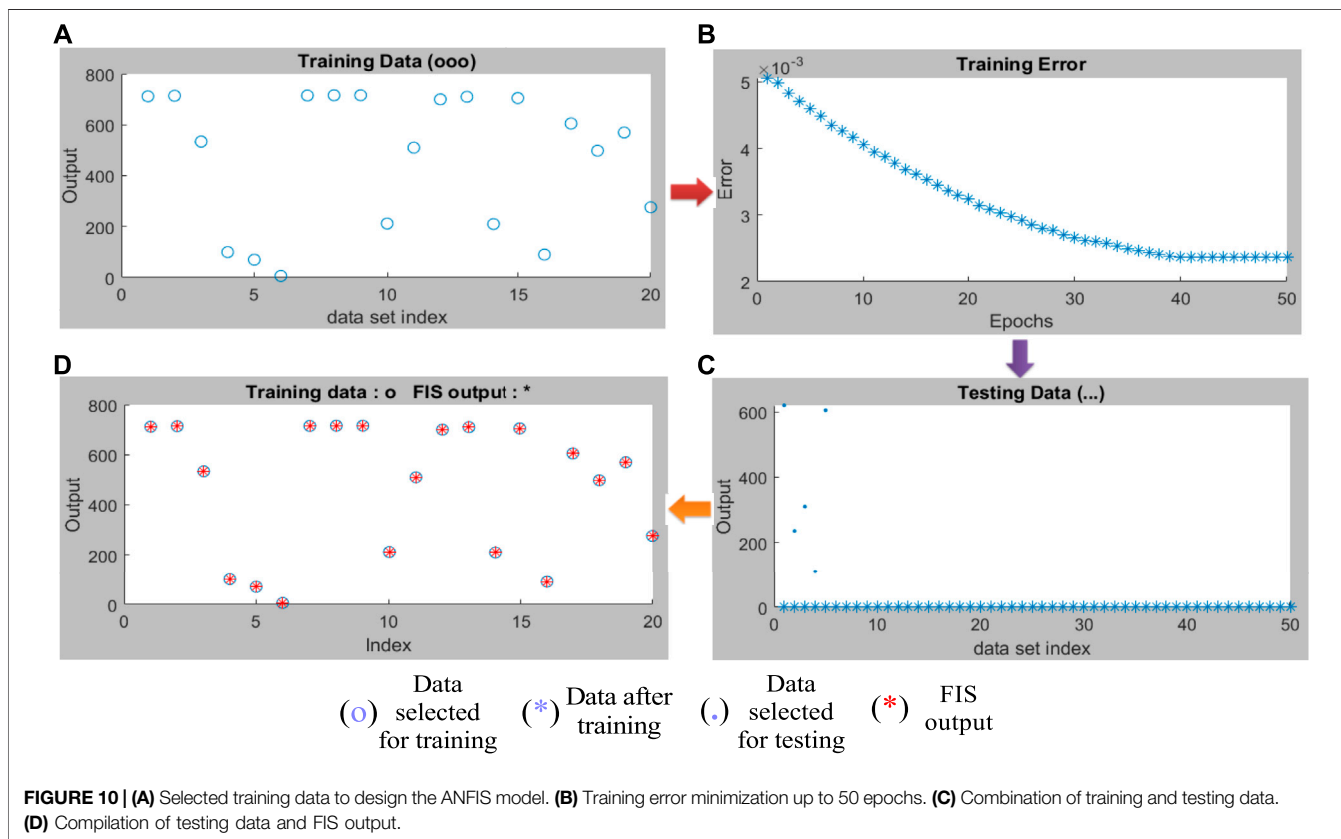 A
Training Data (ooo)
800
600
400
200
0
Output
0 5 10 15 20
data set index
B
Training Error
×10-3
5
4
3
2
Error
0 10 20 30 40 50
Epochs
D
Training data : o FIS output : *
800
600
400
200
0
Output
0 5 10 15 20
Index
C
Testing Data (...)
600
400
200
0
Output
0 10 20 30 40 50
data set index
(o) Data selected for training
(*) Data after training
(.) Data selected for testing
(*) FIS output
FIGURE 10 | (A) Selected training data to design the ANFIS model. (B) Training error minimization up to 50 epochs. (C) Combination of training and testing data.
(D) Compilation of testing data and FIS output.